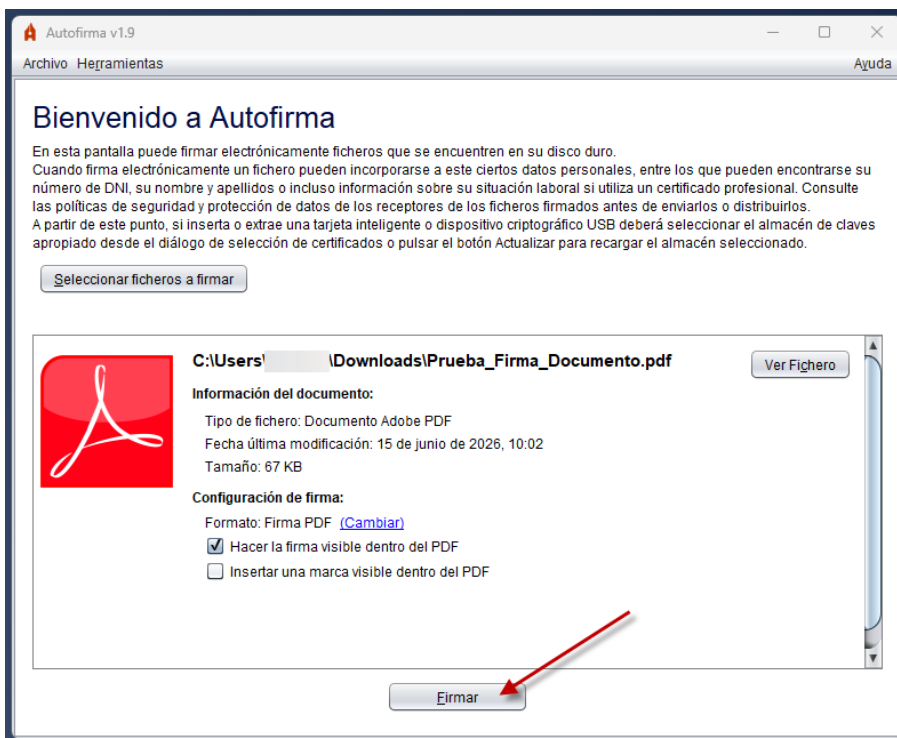 Autofirma v1.9
Archivo Herramientas Ayuda
Bienvenido a Autofirma
En esta pantalla puede firmar electrónicamente ficheros que se encuentren en su disco duro.
Cuando firma electrónicamente un fichero pueden incorporarse a este ciertos datos personales, entre los que pueden encontrarse su
número de DNI, su nombre y apellidos o incluso información sobre su situación laboral si utiliza un certificado profesional. Consulte
las políticas de seguridad y protección de datos de los receptores de los ficheros firmados antes de enviarlos o distribuirlos.
A partir de este punto, si inserta o extrae una tarjeta inteligente o dispositivo criptográfico USB deberá seleccionar el almacén de claves
apropiado desde el diálogo de selección de certificados o pulsar el botón Actualizar para recargar el almacén seleccionado.
Seleccionar ficheros a firmar
C:\Users\ \Downloads\Prueba_Firma_Documento.pdf
Ver Fichero
Información del documento:
Tipo de fichero: Documento Adobe PDF
Fecha última modificación: 15 de junio de 2026, 10:02
Tamaño: 67 KB
Configuración de firma:
Formato: Firma PDF (Cambiar)
Hacer la firma visible dentro del PDF
Insertar una marca visible dentro del PDF
Firmar